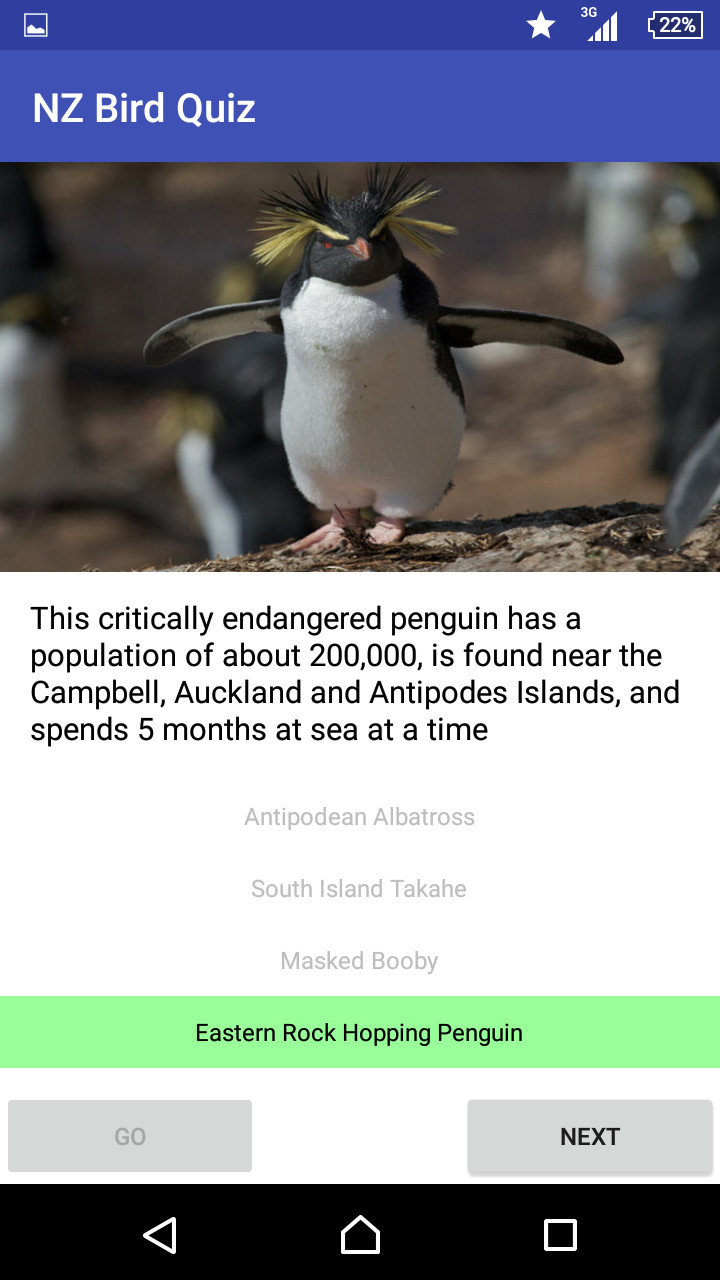 3G
22%
NZ Bird Quiz
This critically endangered penguin has a
population of about 200,000, is found near the
Campbell, Auckland and Antipodes Islands, and
spends 5 months at sea at a time
Antipodean Albatross
South Island Takahe
Masked Booby
Eastern Rock Hopping Penguin
GO
NEXT